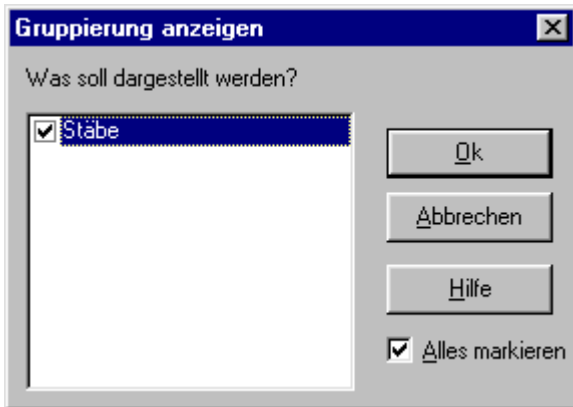 Gruppierung anzeigen
Was soll dargestellt werden?
Stäbe
Ok
Abbrechen
Hilfe
Alles markieren